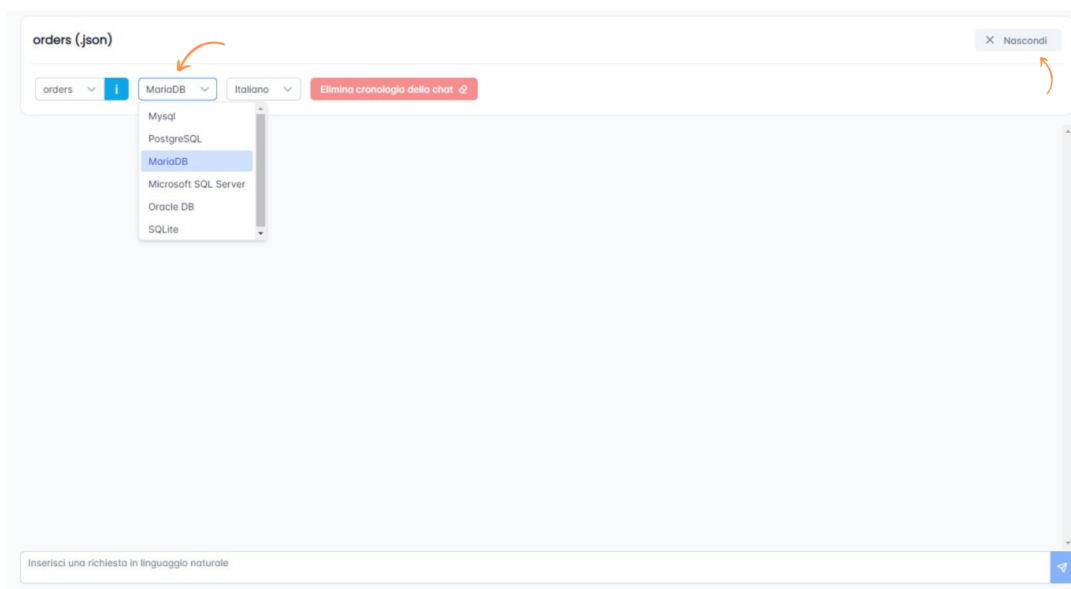 orders (.json)
Nascondi
orders i MariaDB Italiano Elimina cronologia della chat
Mysql
PostgreSQL
MariaDB
Microsoft SQL Server
Oracle DB
SQLite
Inserisci una richiesta in linguaggio naturale